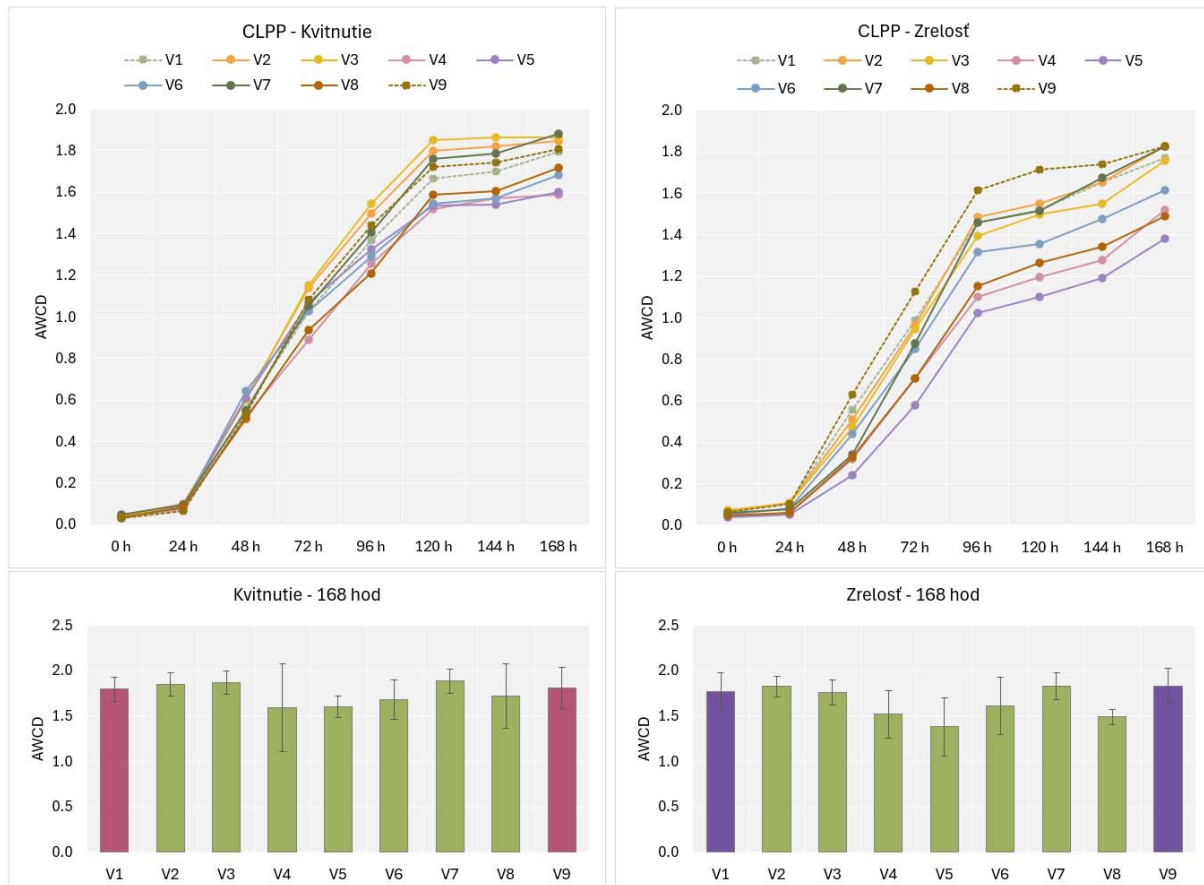 CLPP - Kvitnutie
V1 V2 V3 V4 V5
V6 V7 V8 V9
2.0
1.8
1.6
1.4
1.2
1.0
0.8
0.6
0.4
0.2
0.0
AWCD
0 h 24 h 48 h 72 h 96 h 120 h 144 h 168 h
CLPP - Zrelosť
V1 V2 V3 V4 V5
V6 V7 V8 V9
2.0
1.8
1.6
1.4
1.2
1.0
0.8
0.6
0.4
0.2
0.0
AWCD
0 h 24 h 48 h 72 h 96 h 120 h 144 h 168 h
Kvitnutie - 168 hod
2.5
2.0
1.5
1.0
0.5
0.0
AWCD
V1 V2 V3 V4 V5 V6 V7 V8 V9
Zrelosť - 168 hod
2.5
2.0
1.5
1.0
0.5
0.0
AWCD
V1 V2 V3 V4 V5 V6 V7 V8 V9